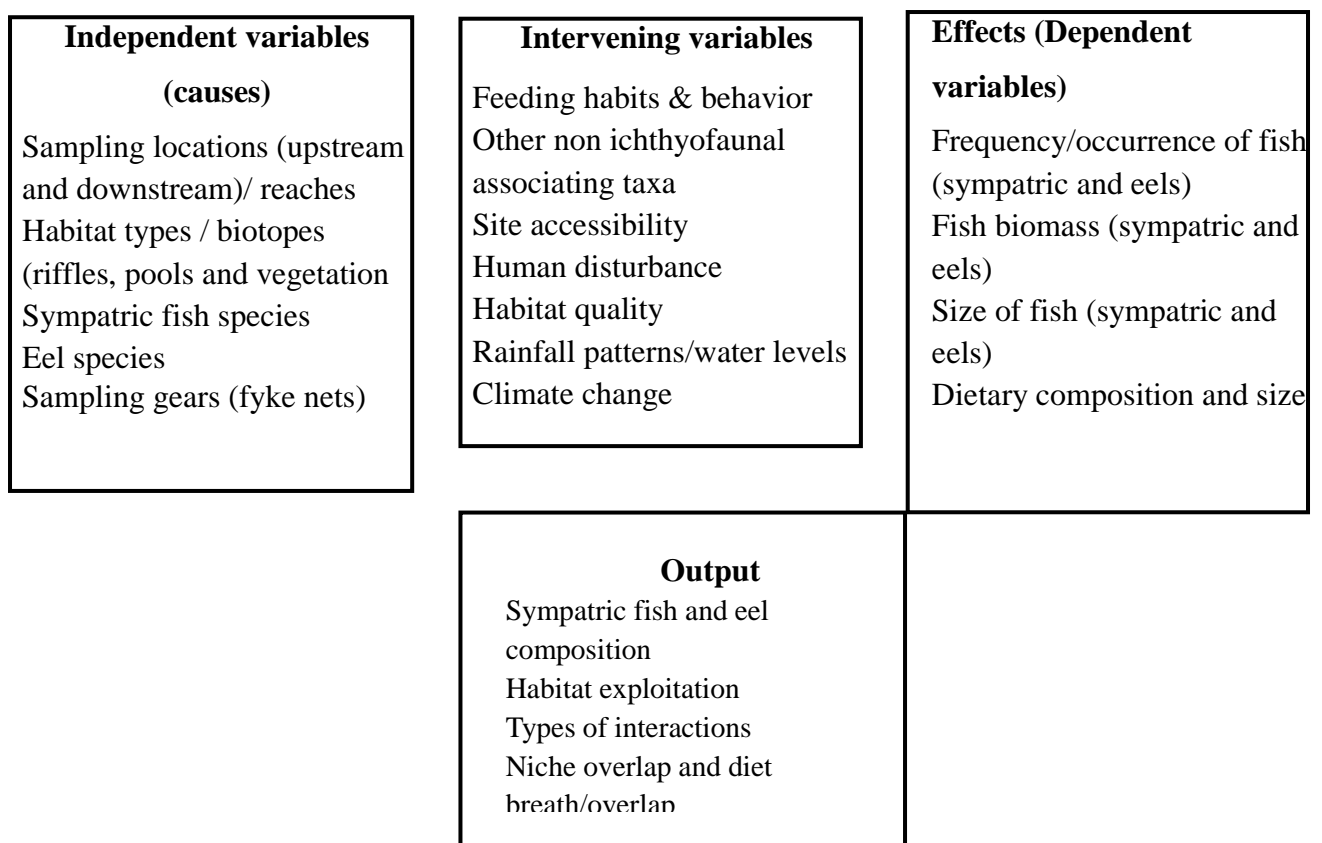 Independent variables
(causes)
Sampling locations (upstream
and downstream)/ reaches
Habitat types / biotopes
(riffles, pools and vegetation
Sympatric fish species
Eel species
Sampling gears (fyke nets)
Intervening variables
Feeding habits & behavior
Other non ichthyofaunal
associating taxa
Site accessibility
Human disturbance
Habitat quality
Rainfall patterns/water levels
Climate change
Effects (Dependent
variables)
Frequency/occurrence of fish
(sympatric and eels)
Fish biomass (sympatric and
eels)
Size of fish (sympatric and
eels)
Dietary composition and size
Output
Sympatric fish and eel
composition
Habitat exploitation
Types of interactions
Niche overlap and diet
breath/overlap